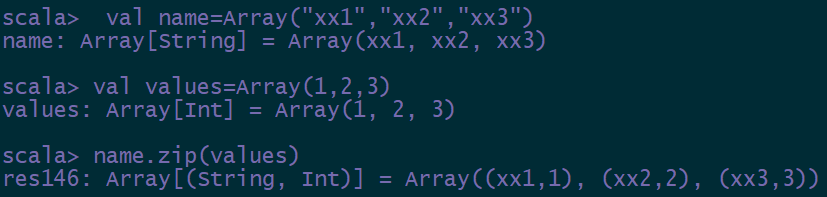 scala>  val name=Array("xx1","xx2","xx3")
name: Array[String] = Array(xx1, xx2, xx3)
scala> val values=Array(1,2,3)
values: Array[Int] = Array(1, 2, 3)
scala> name.zip(values)
res146: Array[(String, Int)] = Array((xx1,1), (xx2,2), (xx3,3))